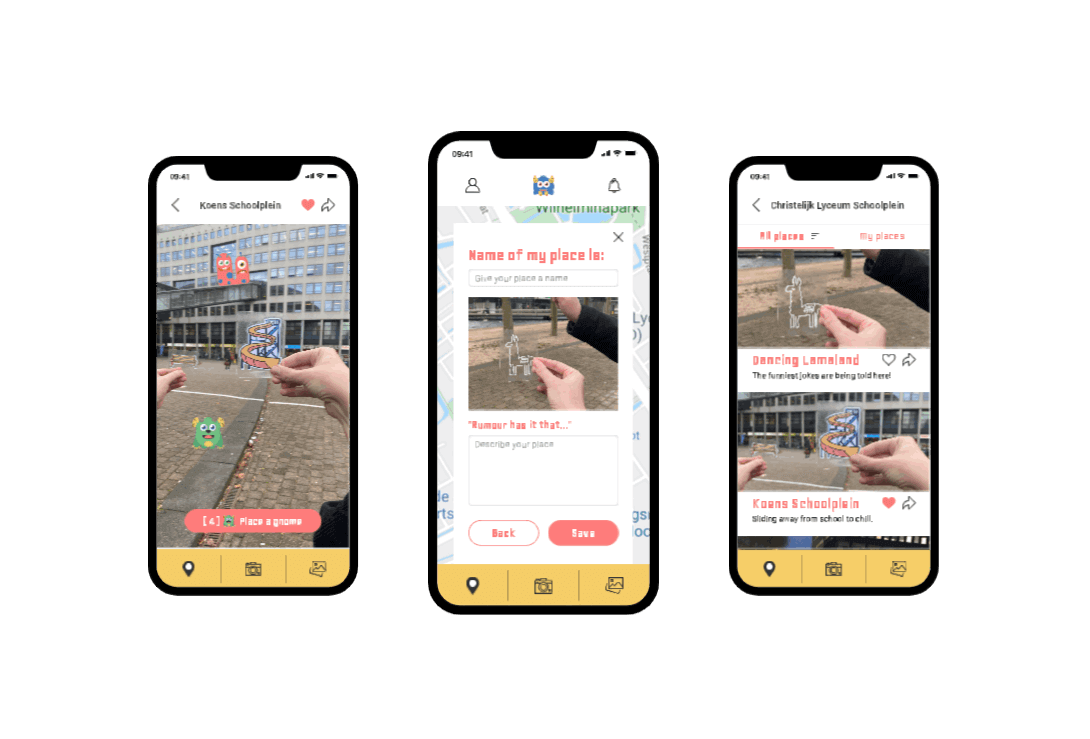 09:41
Koens Schoolplein
[4] Place a gnome
09:41
Wilhelminapark
Name of my place is:
Give your place a name
"Rumour has it that..."
Describe your place
Back
Save
09:41
Christelijk Lyceum Schoolplein
All places
My places
Dancing Lamaland
The funniest jokes are being told here!
Koens Schoolplein
Sliding away from school to chill.